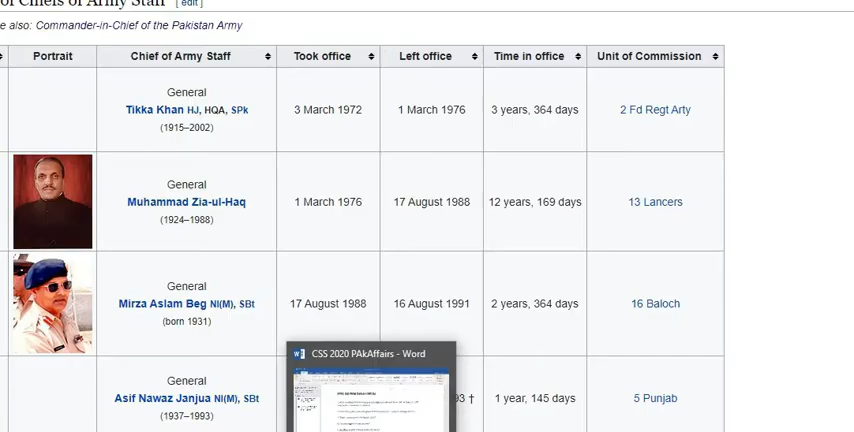 of Chiefs of Army Staff [ edit ]
e also: Commander-in-Chief of the Pakistan Army
Portrait Chief of Army Staff Took office Left office Time in office Unit of Commission
General
Tikka Khan HJ, HQA, SPk
(1915–2002)
3 March 1972 1 March 1976 3 years, 364 days 2 Fd Regt Arty
General
Muhammad Zia-ul-Haq
(1924–1988)
1 March 1976 17 August 1988 12 years, 169 days 13 Lancers
General
Mirza Aslam Beg NI(M), SBt
(born 1931)
17 August 1988 16 August 1991 2 years, 364 days 16 Baloch
General
Asif Nawaz Janjua NI(M), SBt
(1937–1993)
93 † 1 year, 145 days 5 Punjab
CSS 2020 PAkAffairs - Word